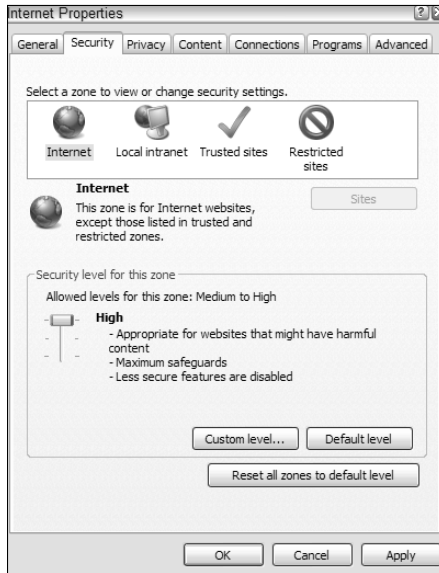 Internet Properties
General Security Privacy Content Connections Programs Advanced
Select a zone to view or change security settings.
Internet Local intranet Trusted sites Restricted
sites
Internet
Sites
This zone is for Internet websites,
except those listed in trusted and
restricted zones.
Security level for this zone
Allowed levels for this zone: Medium to High
High
- Appropriate for websites that might have harmful
content
- Maximum safeguards
- Less secure features are disabled
Custom level... Default level
Reset all zones to default level
OK Cancel Apply